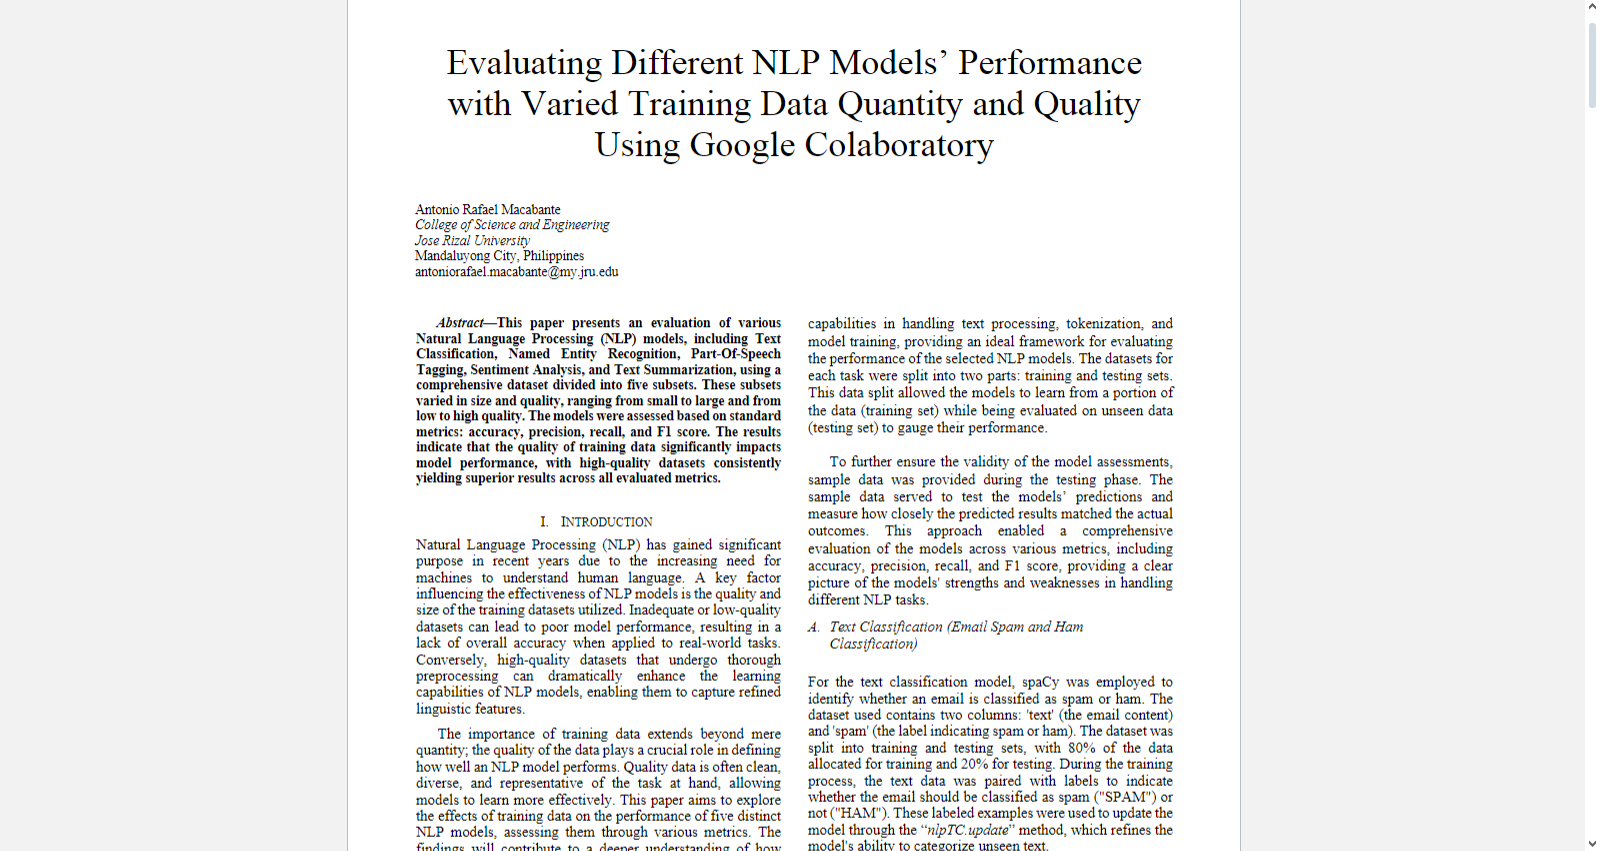 Evaluating Different NLP Models’ Performance
with Varied Training Data Quantity and Quality
Using Google Colaboratory
Antonio Rafael Macabante
College of Science and Engineering
Jose Rizal University
Mandaluyong City, Philippines
antoniorafael.macabante@my.jru.edu
Abstract—This paper presents an evaluation of various
Natural Language Processing (NLP) models, including Text
Classification, Named Entity Recognition, Part-Of-Speech
Tagging, Sentiment Analysis, and Text Summarization, using a
comprehensive dataset divided into five subsets. These subsets
varied in size and quality, ranging from small to large and from
low to high quality. The models were assessed based on standard
metrics: accuracy, precision, recall, and F1 score. The results
indicate that the quality of training data significantly impacts
model performance, with high-quality datasets consistently
yielding superior results across all evaluated metrics.
I. INTRODUCTION
Natural Language Processing (NLP) has gained significant
purpose in recent years due to the increasing need for
machines to understand human language. A key factor
influencing the effectiveness of NLP models is the quality and
size of the training datasets utilized. Inadequate or low-quality
datasets can lead to poor model performance, resulting in a
lack of overall accuracy when applied to real-world tasks.
Conversely, high-quality datasets that undergo thorough
preprocessing can dramatically enhance the learning
capabilities of NLP models, enabling them to capture refined
linguistic features.
The importance of training data extends beyond mere
quantity; the quality of the data plays a crucial role in defining
how well an NLP model performs. Quality data is often clean,
diverse, and representative of the task at hand, allowing
models to learn more effectively. This paper aims to explore
the effects of training data on the performance of five distinct
NLP models, assessing them through various metrics. The
findings will contribute to a deeper understanding of how
capabilities in handling text processing, tokenization, and
model training, providing an ideal framework for evaluating
the performance of the selected NLP models. The datasets for
each task were split into two parts: training and testing sets.
This data split allowed the models to learn from a portion of
the data (training set) while being evaluated on unseen data
(testing set) to gauge their performance.
To further ensure the validity of the model assessments,
sample data was provided during the testing phase. The
sample data served to test the models’ predictions and
measure how closely the predicted results matched the actual
outcomes. This approach enabled a comprehensive
evaluation of the models across various metrics, including
accuracy, precision, recall, and F1 score, providing a clear
picture of the models' strengths and weaknesses in handling
different NLP tasks.
A. Text Classification (Email Spam and Ham
Classification)
For the text classification model, spaCy was employed to
identify whether an email is classified as spam or ham. The
dataset used contains two columns: 'text' (the email content)
and 'spam' (the label indicating spam or ham). The dataset was
split into training and testing sets, with 80% of the data
allocated for training and 20% for testing. During the training
process, the text data was paired with labels to indicate
whether the email should be classified as spam ("SPAM") or
not ("HAM"). These labeled examples were used to update the
model through the “nlpTC.update” method, which refines the
model's ability to categorize unseen text.